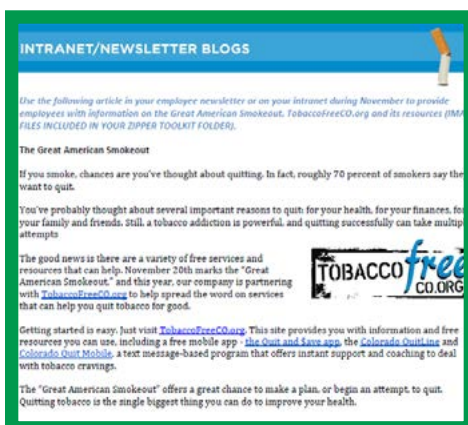 INTRANET/NEWSLETTER BLOGS
Use the following article in your employee newsletter or on your intranet during November to provide
employees with information on the Great American Smokeout, TobaccoFreeCO.org and its resources (IMA
FILES INCLUDED IN YOUR ZIPPER TOOLKIT FOLDER).
The Great American Smokeout
If you smoke, chances are you've thought about quitting. In fact, roughly 70 percent of smokers say the
want to quit.
You've probably thought about several important reasons to quit: for your health, for your finances, fo
your family and friends. Still, a tobacco addiction is powerful, and quitting successfully can take multip
attempts
The good news is there are a variety of free services and
resources that can help. November 20th marks the "Great
American Smokeout," and this year, our company is partnering
with TobaccoFreeCO.org to help spread the word on services
that can help you quit tobacco for good.
TOBACCO free
CO.ORG
Getting started is easy. Just visit TobaccoFreeCO.org. This site provides you with information and free
resources you can use, including a free mobile app - the Quit and Save app, the Colorado QuitLine and
Colorado Quit Mobile, a text message-based program that offers instant support and coaching to deal
with tobacco cravings.
The "Great American Smokeout" offers a great chance to make a plan, or begin an attempt, to quit.
Quitting tobacco is the single biggest thing you can do to improve your health.